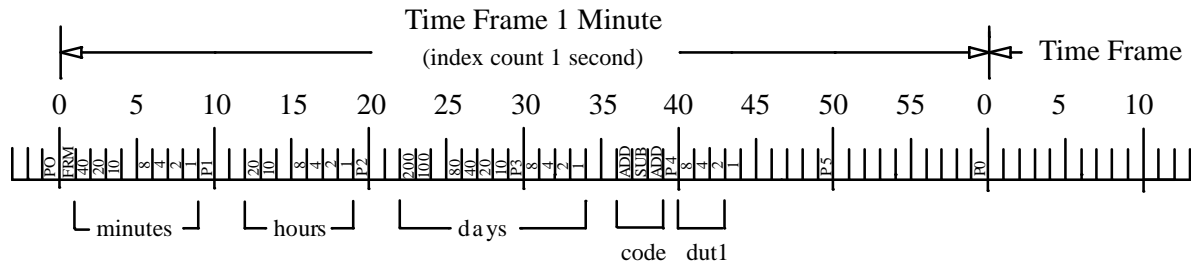 Time Frame 1 Minute
(index count 1 second)
Time Frame
0 5 10 15 20 25 30 35 40 45 50 55 0 5 10
PO FRM 40 20 10 8 4 2 1 P1 20 10 8 4 2 1 P2 200 100 80 40 20 10 P3 8 4 2 1 ADD SUB ADD P4 8 4 2 1 P5 P0
minutes hours days
code dut1